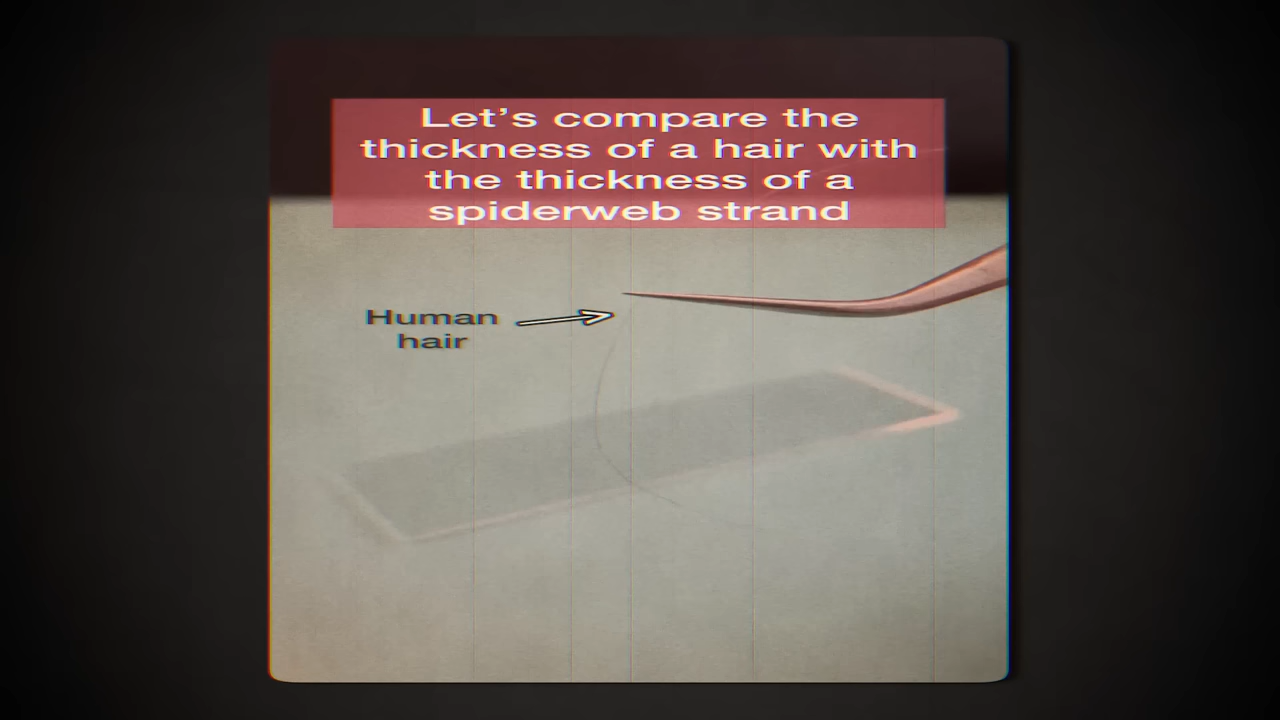 Let's compare the
thickness of a hair with
the thickness of a
spiderweb strand
Human
hair